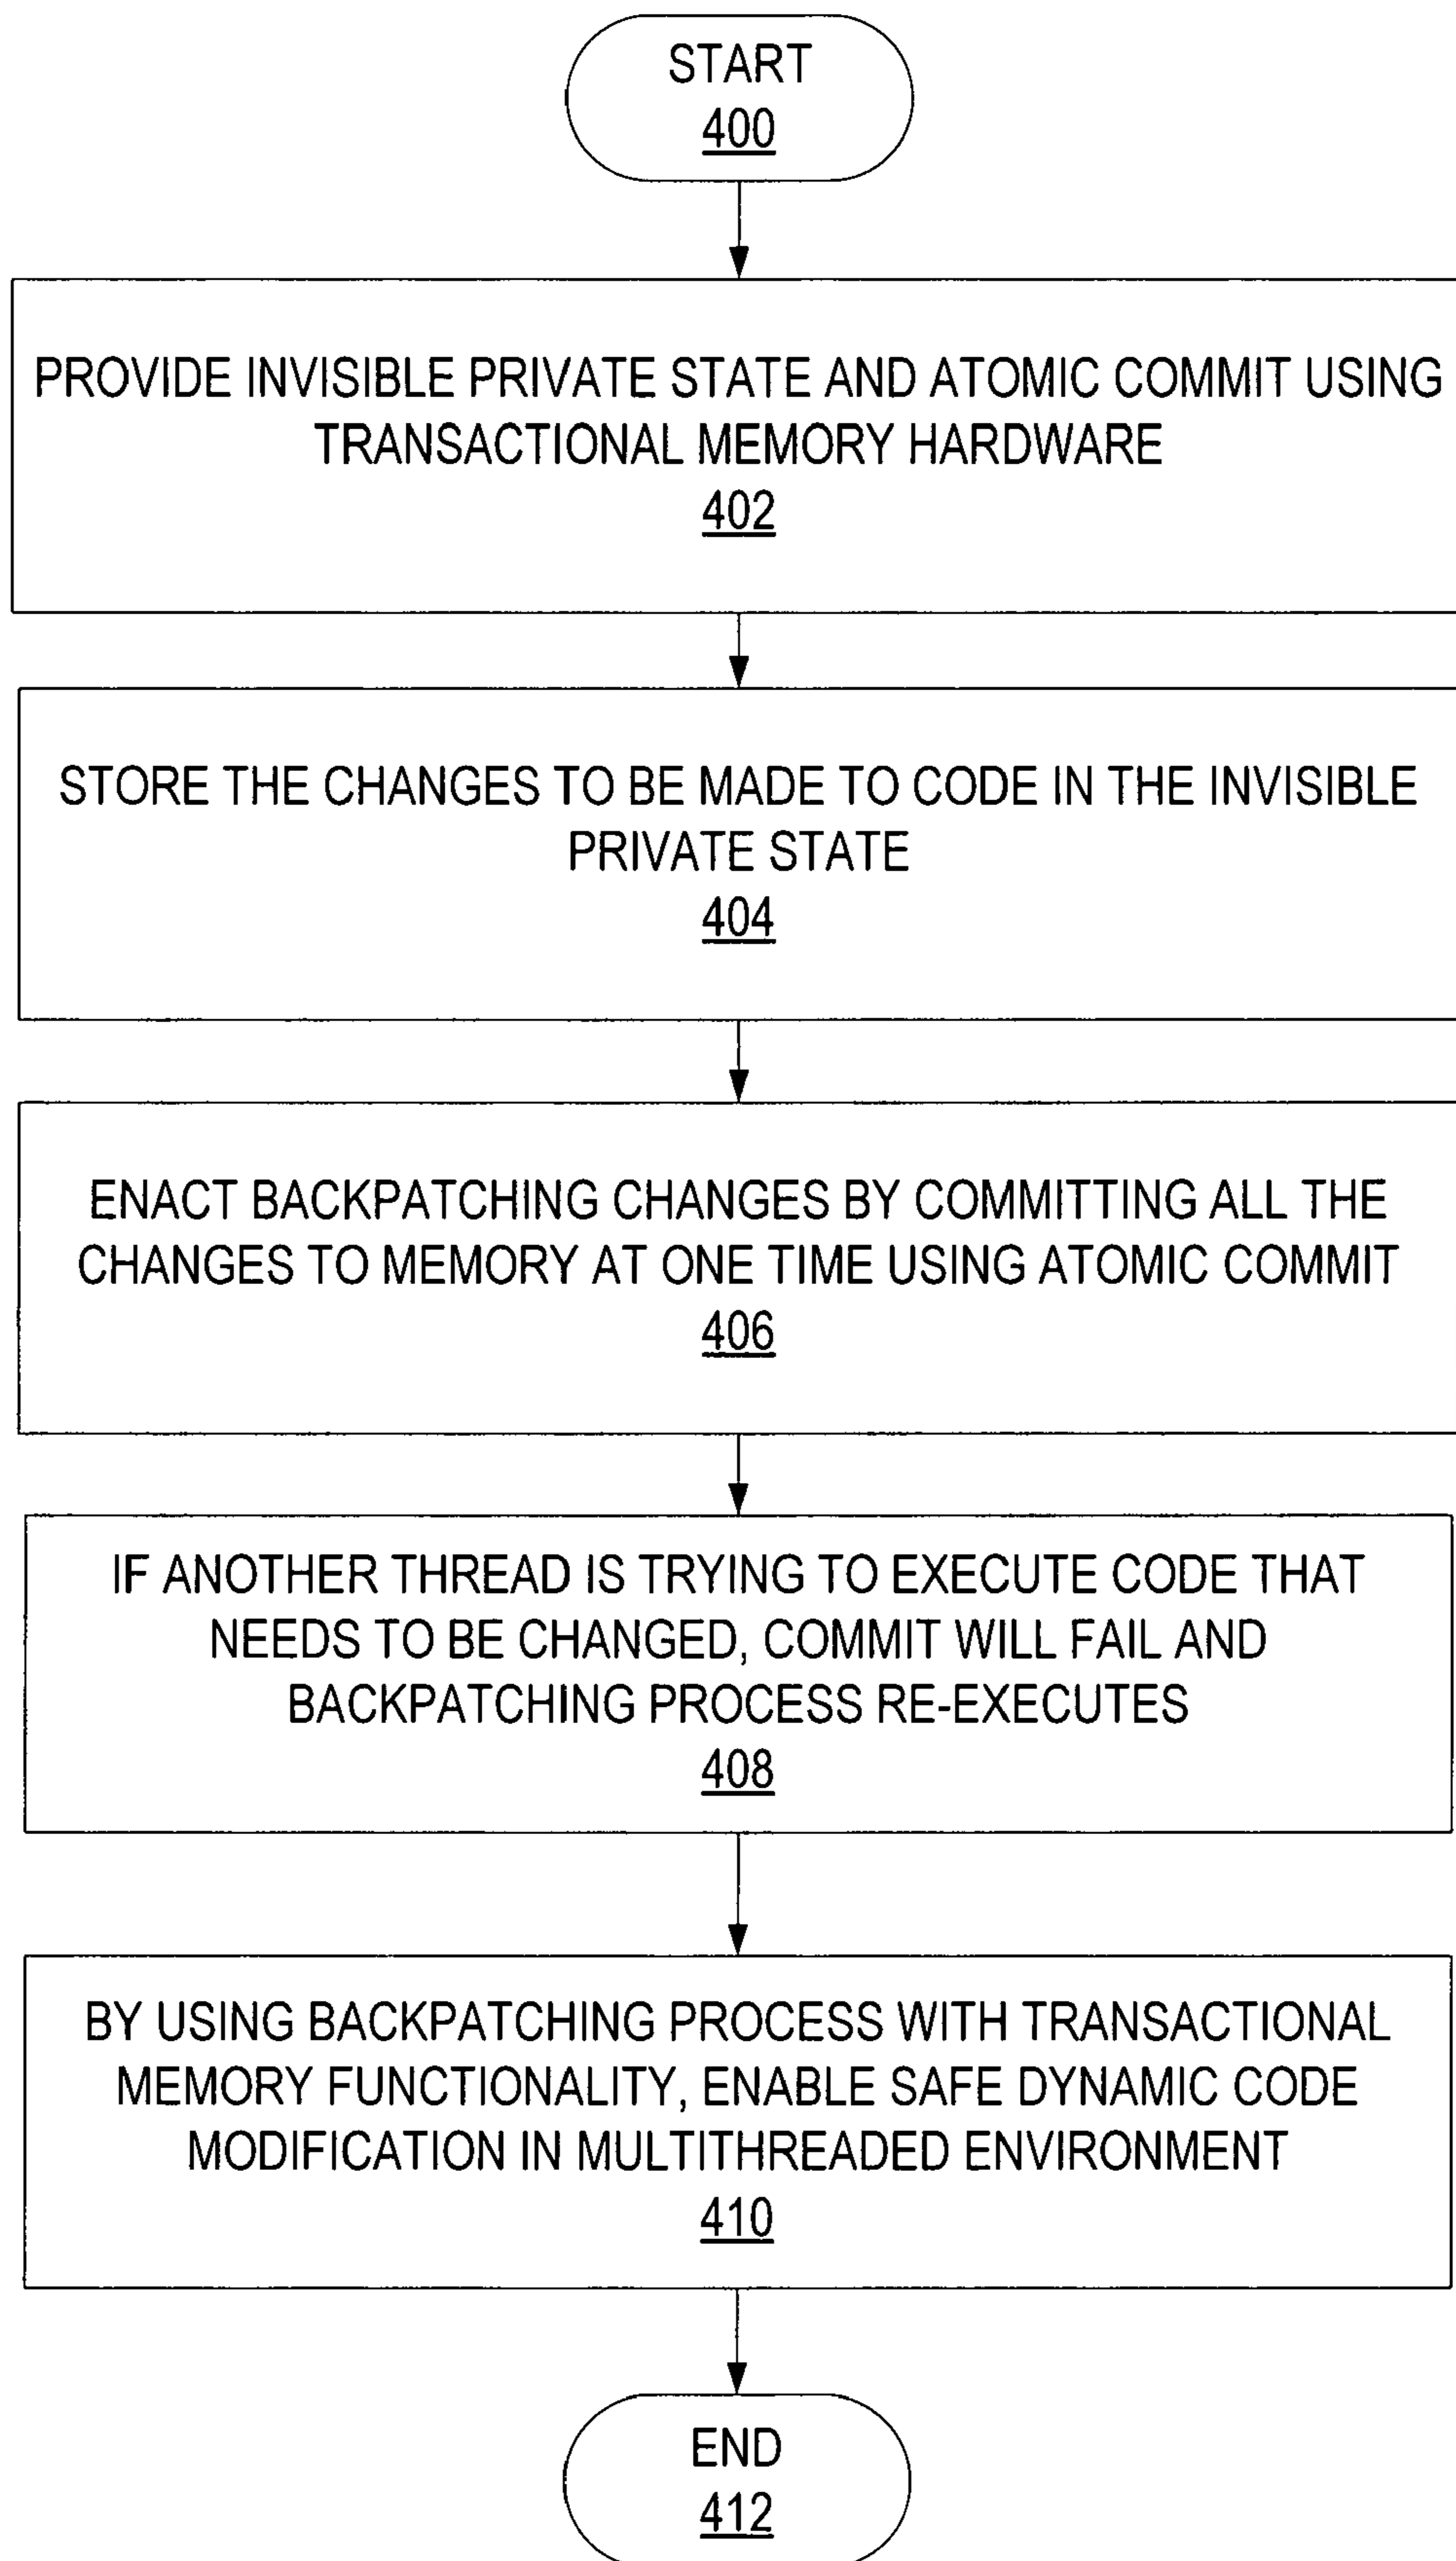 START
400
PROVIDE INVISIBLE PRIVATE STATE AND ATOMIC COMMIT USING
TRANSACTIONAL MEMORY HARDWARE
402
STORE THE CHANGES TO BE MADE TO CODE IN THE INVISIBLE
PRIVATE STATE
404
ENACT BACKPATCHING CHANGES BY COMMITTING ALL THE
CHANGES TO MEMORY AT ONE TIME USING ATOMIC COMMIT
406
IF ANOTHER THREAD IS TRYING TO EXECUTE CODE THAT
NEEDS TO BE CHANGED, COMMIT WILL FAIL AND
BACKPATCHING PROCESS RE-EXECUTES
408
BY USING BACKPATCHING PROCESS WITH TRANSACTIONAL
MEMORY FUNCTIONALITY, ENABLE SAFE DYNAMIC CODE
MODIFICATION IN MULTITHREADED ENVIRONMENT
410
END
412